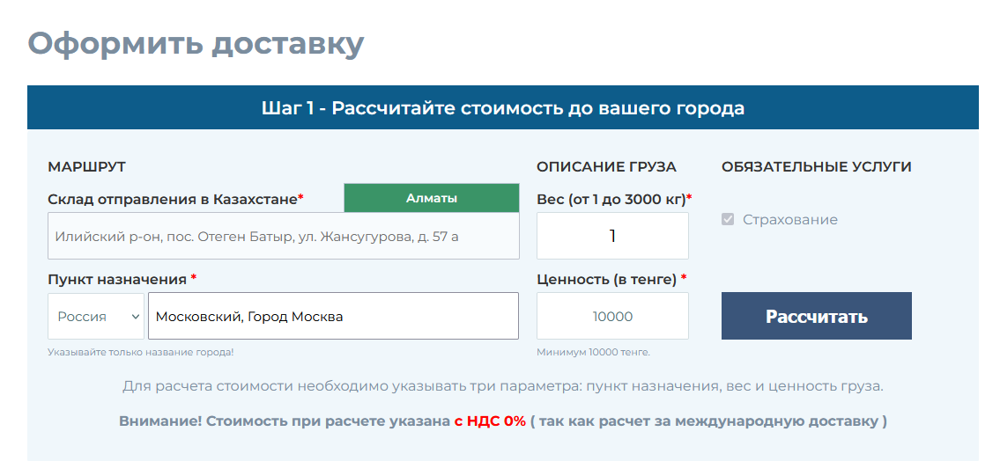 Оформить доставку
Шаг 1 - Рассчитайте стоимость до вашего города
МАРШРУТ
ОПИСАНИЕ ГРУЗА
ОБЯЗАТЕЛЬНЫЕ УСЛУГИ
Склад отправления в Казахстане*
Алматы
Вес (от 1 до 3000 кг)*
Илийский р-он, пос. Отеген Батыр, ул. Жансугурова, д. 57 а
1
Страхование
Пункт назначения *
Ценность (в тенге) *
Россия
Московский, Город Москва
10000
Рассчитать
Указывайте только название города!
Минимум 10000 тенге.
Для расчета стоимости необходимо указывать три параметра: пункт назначения, вес и ценность груза.
Внимание! Стоимость при расчете указана с НДС 0% ( так как расчет за международную доставку )